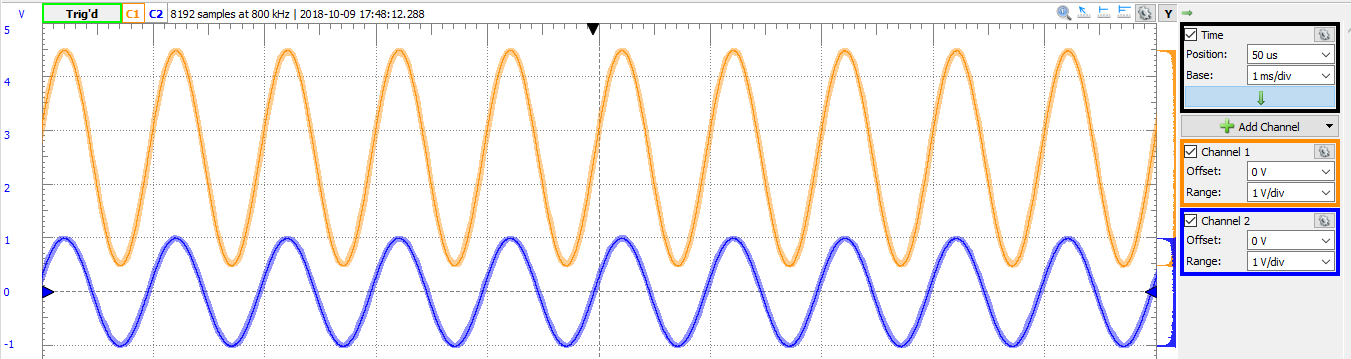 V Trig'd C1 C2 8192 samples at 800 kHz | 2018-10-09 17:48:12.288 Y
5
4
3
2
1
0
-1
Time
Position: 50 us
Base: 1 ms/div
Add Channel
Channel 1
Offset: 0 V
Range: 1 V/div
Channel 2
Offset: 0 V
Range: 1 V/div